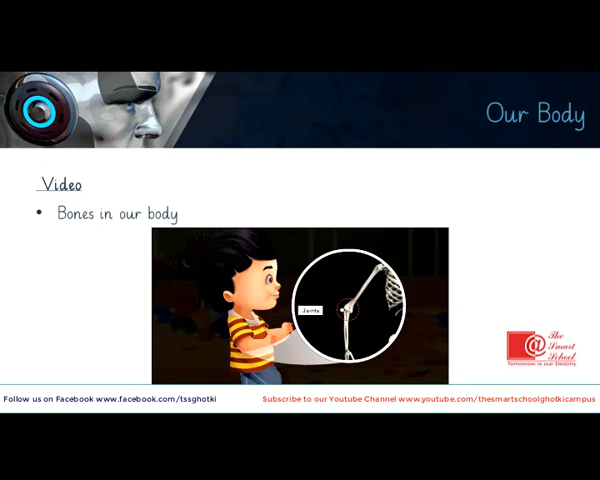 Our Body
Video
• Bones in our body
Joints
The
Smart
School
Tomorrow is our Destiny
Follow us on Facebook www.facebook.com/tssghotki
Subscribe to our Youtube Channel www.youtube.com/thesmartschoolghotkicampus